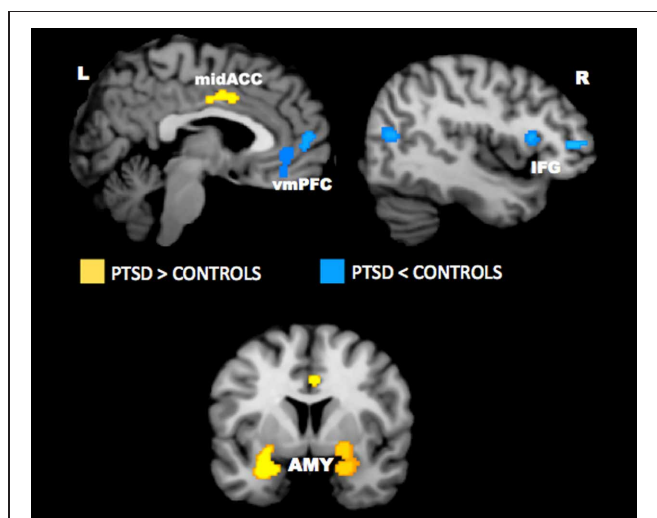 L
midACC
R
IFG
vmPFC
PTSD > CONTROLS
PTSD < CONTROLS
AMY